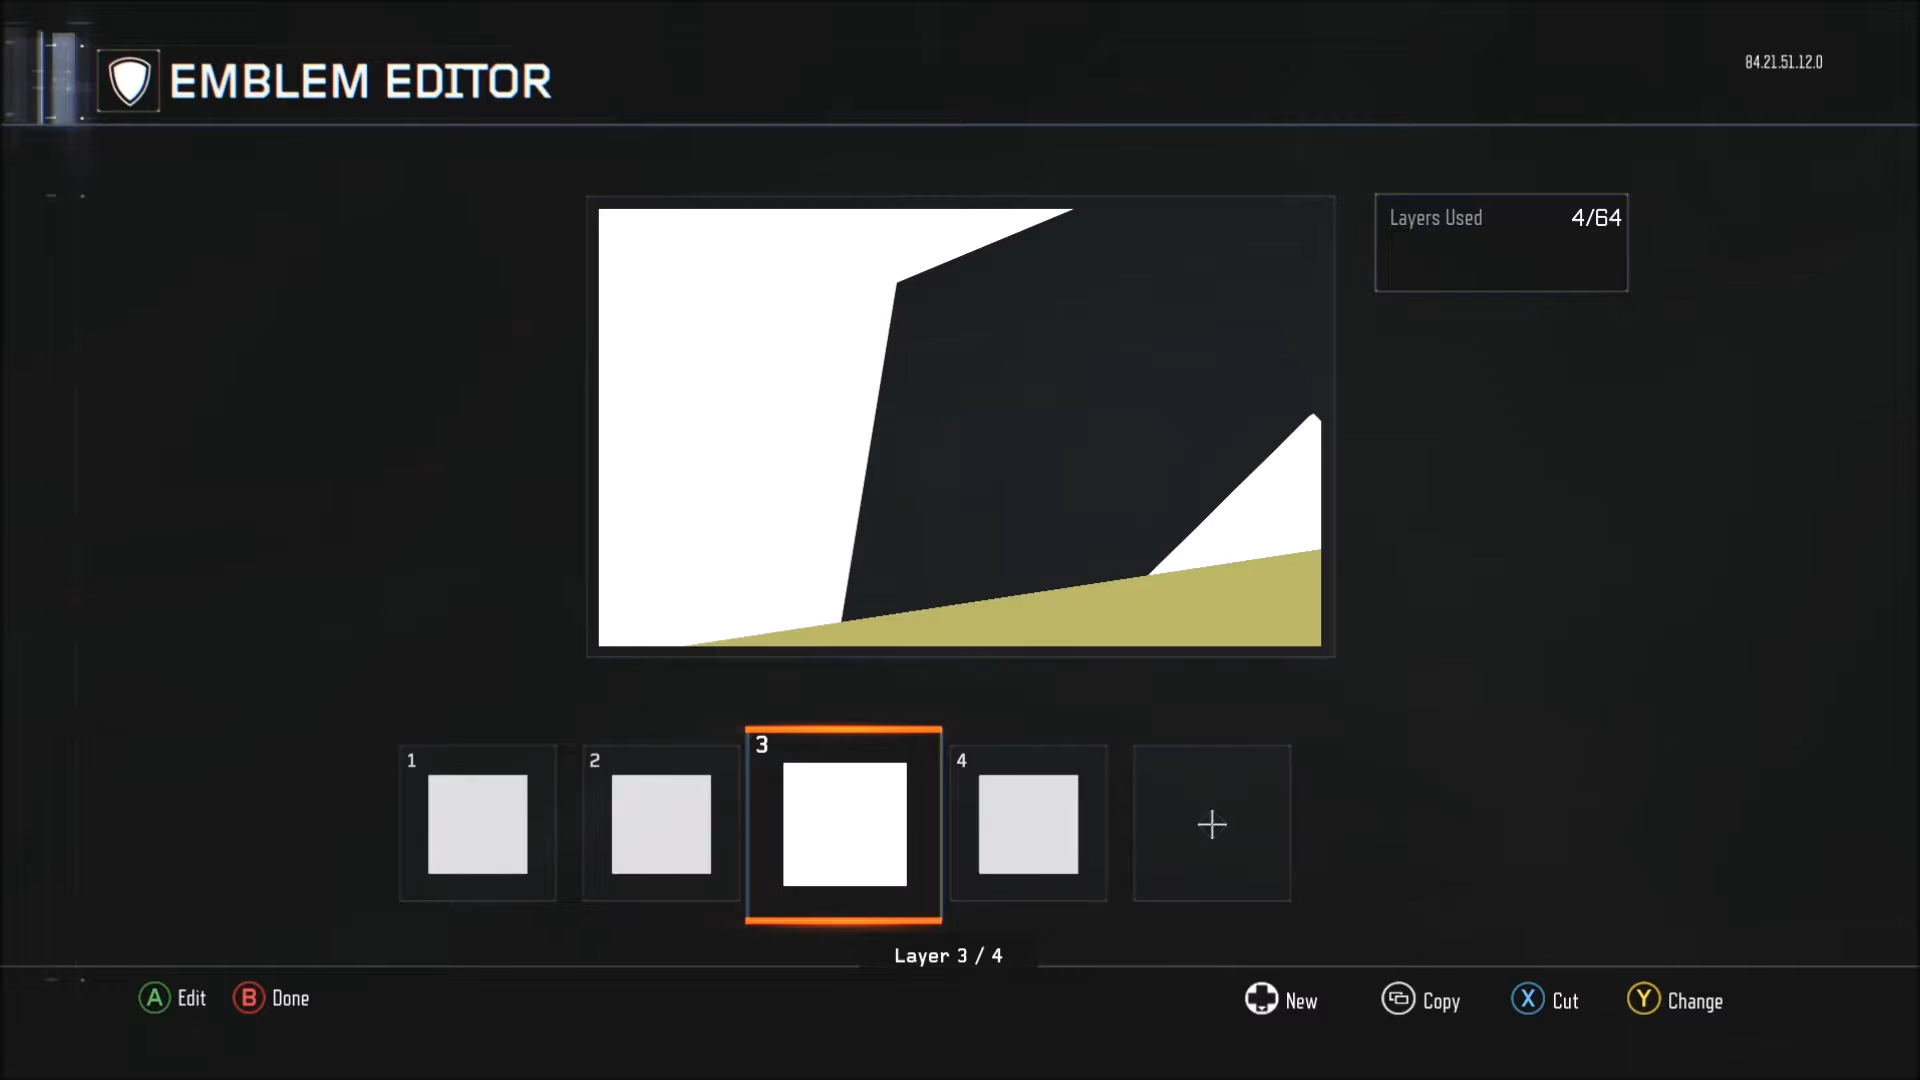 EMBLEM EDITOR
84.21.51.12.0
Layers Used 4/64
1 2 3 4
Layer 3 / 4
A Edit B Done New Copy X Cut Y Change